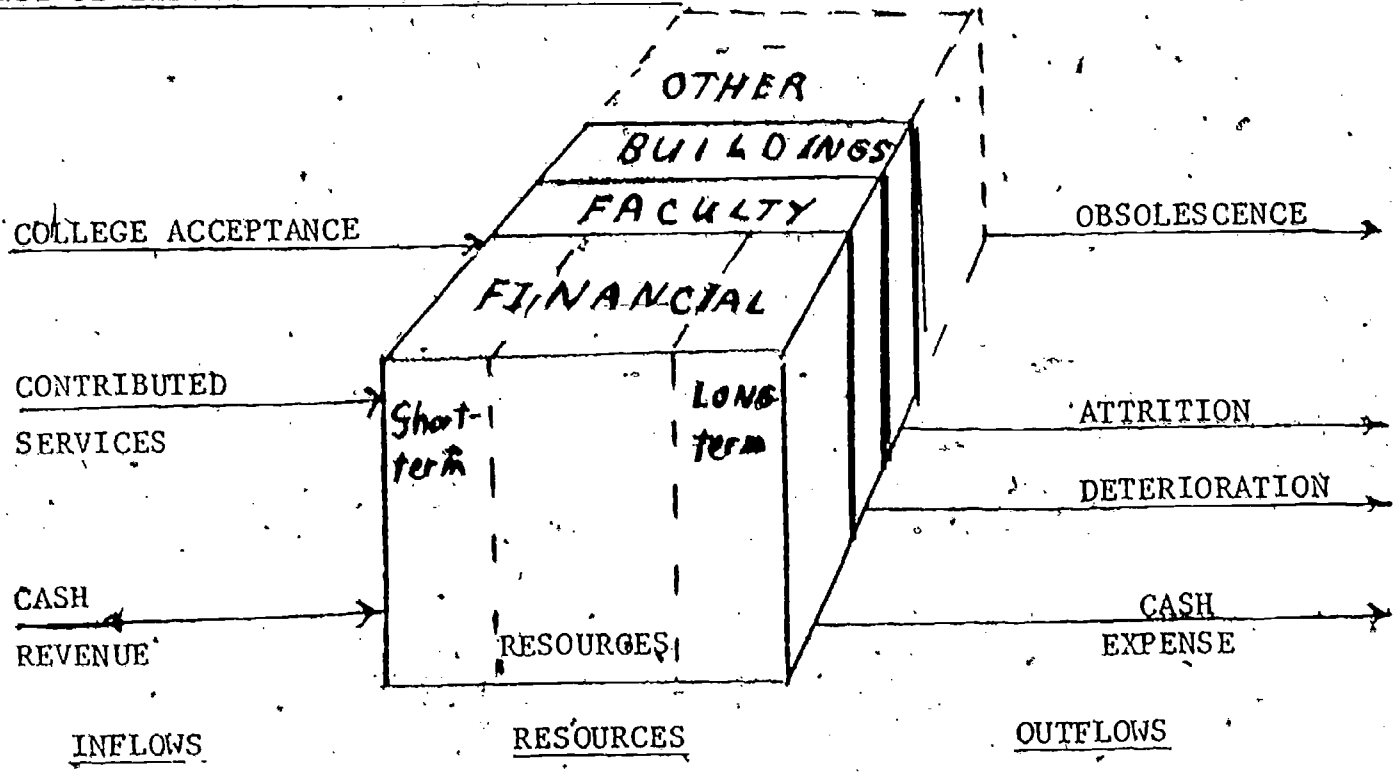 OTHER
BUILDINGS
FACULTY
COLLEGE ACCEPTANCE
OBSOLESCENCE
FINANCIAL
CONTRIBUTED
SERVICES
Short-
term
LONG
term
ATTRITION
DETERIORATION
CASH
REVENUE
RESOURCES
CASH
EXPENSE
INFLOWS
RESOURCES
OUTFLOWS